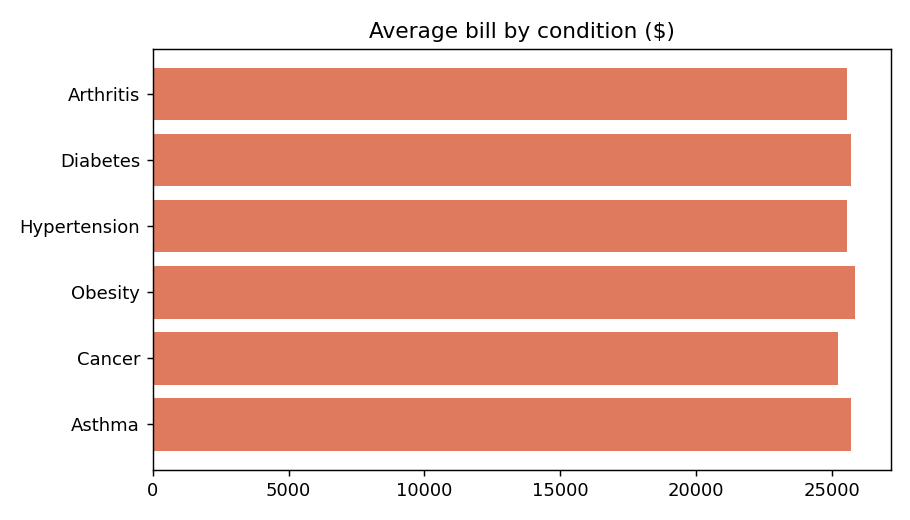 Average bill by condition ($)
Arthritis
Diabetes
Hypertension
Obesity
Cancer
Asthma
0 5000 10000 15000 20000 25000